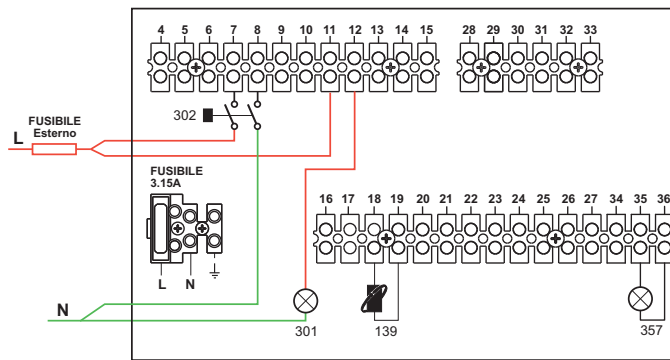 4 5 6 7 8 9 10 11 12 13 14 15 28 29 30 31 32 33
302
FUSIBILE
Esterno
L
FUSIBILE
3.15A
16 17 18 19 20 21 22 23 24 25 26 27 34 35 36
L N
N
301
139
357